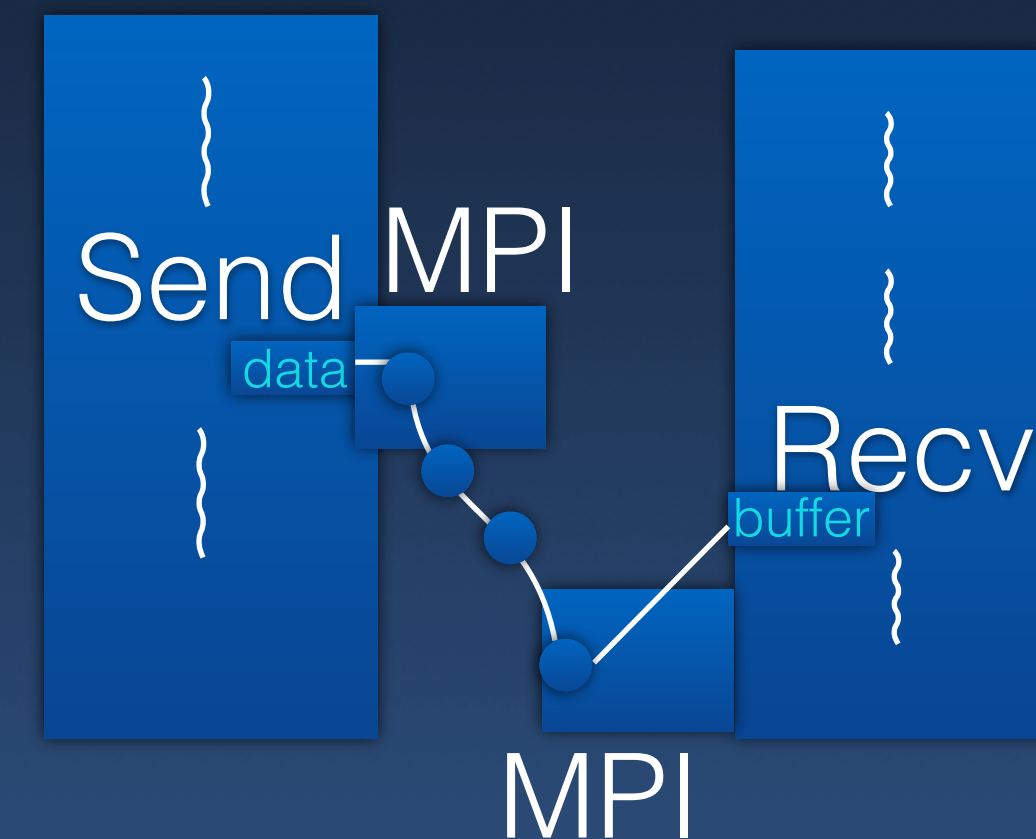 MPI
Send
data
Recv
buffer
MPI